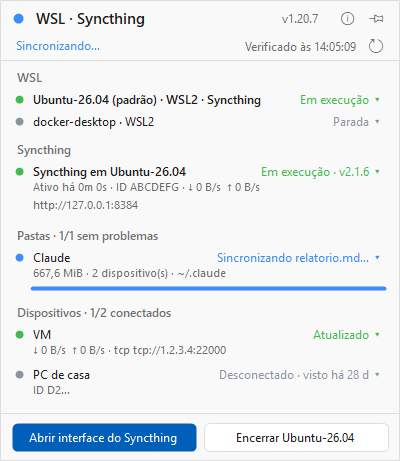 WSL · Syncthing
v1.20.7
Sincronizando...
Verificado às 14:05:09
WSL
Ubuntu-26.04 (padrão) · WSL2 · Syncthing
Em execução
docker-desktop · WSL2
Parada
Syncthing
Syncthing em Ubuntu-26.04
Em execução · v2.1.6
Ativo há 0m 0s · ID ABCDEFG · ↓ 0 B/s ↑ 0 B/s
http://127.0.0.1:8384
Pastas · 1/1 sem problemas
Claude
Sincronizando relatorio.md...
667,6 MiB · 2 dispositivo(s) · ~/.claude
Dispositivos · 1/2 conectados
VM
Atualizado
↓ 0 B/s ↑ 0 B/s · tcp tcp://1.2.3.4:22000
PC de casa
Desconectado · visto há 28 d
ID D2...
Abrir interface do Syncthing
Encerrar Ubuntu-26.04